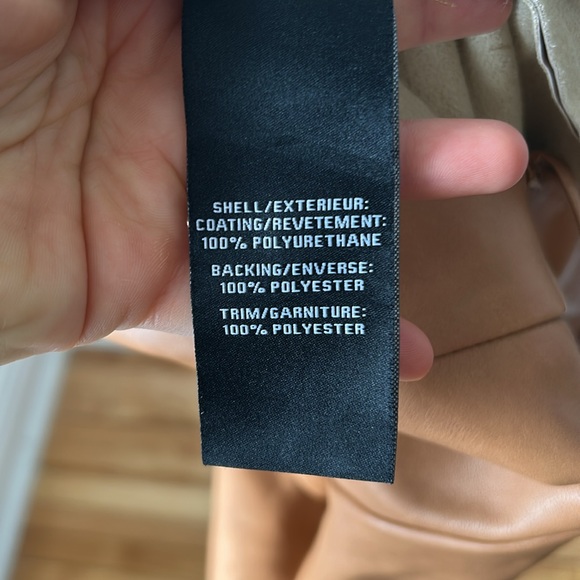 SHELL/EXTERIEUR:
COATING/REVETEMENT:
100% POLYURETHANE
BACKING/ENVERSE:
100% POLYESTER
TRIM/GARNITURE:
100% POLYESTER